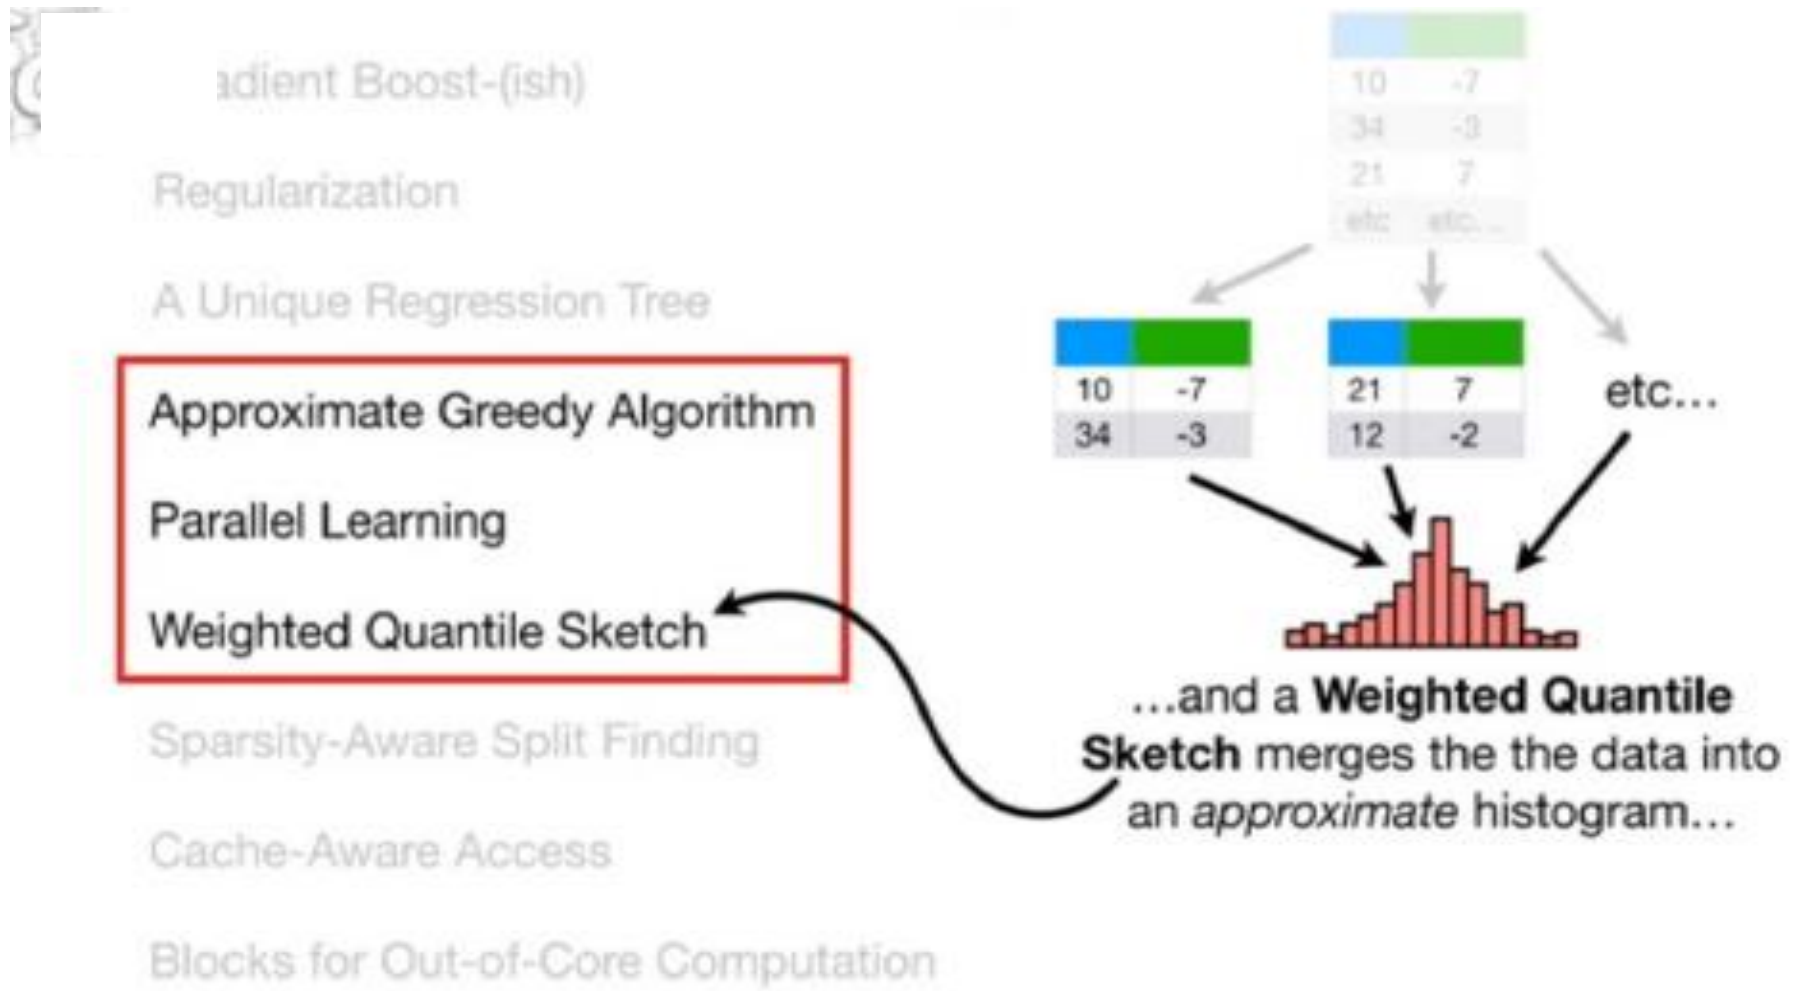 adient Boost-(ish)
Regularization
A Unique Regression Tree
Approximate Greedy Algorithm
Parallel Learning
Weighted Quantile Sketch
Sparsity-Aware Split Finding
Cache-Aware Access
Blocks for Out-of-Core Computation
10 -7
34 -3
21 7
etc etc...
10 -7
34 -3
21 7
12 -2
etc...
...and a Weighted Quantile
Sketch merges the the data into
an approximate histogram...